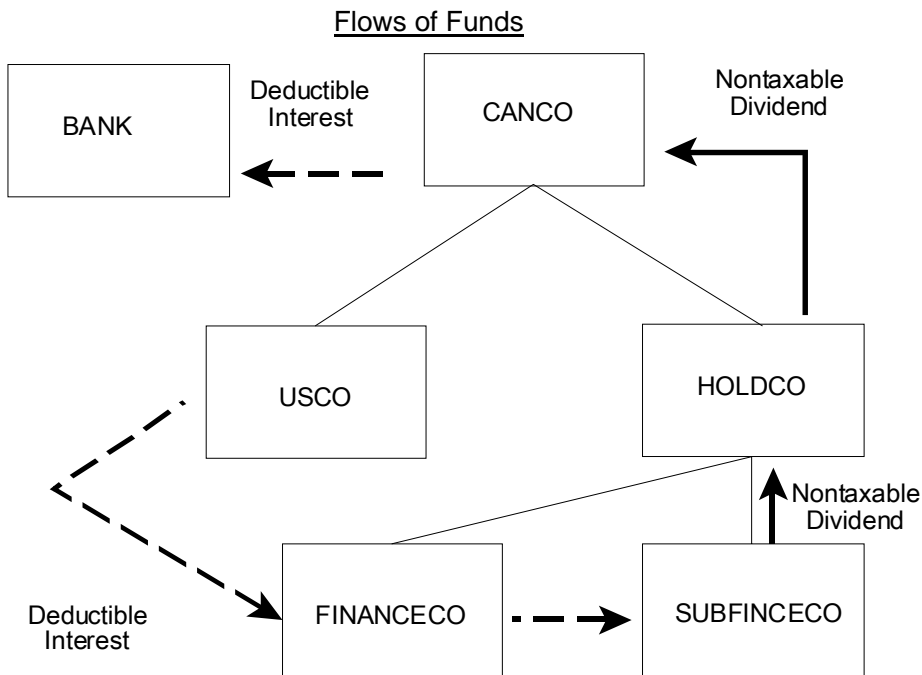 Flows of Funds
BANK
Deductible
Interest
CANCO
Nontaxable
Dividend
USCO
HOLDCO
Nontaxable
Dividend
Deductible
Interest
FINANCECO
SUBFINCECO